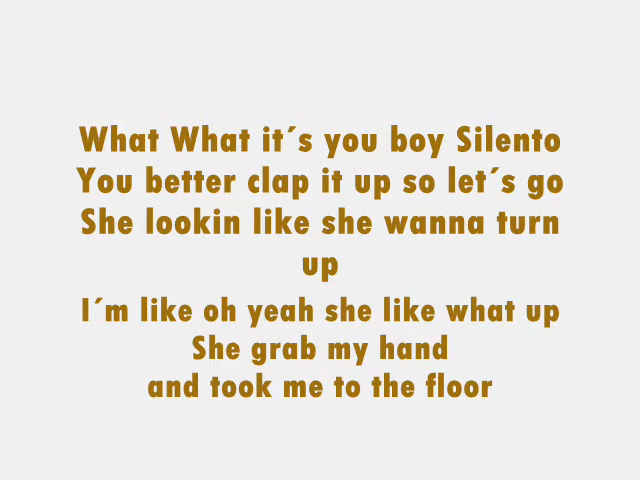 What What it´s you boy Silento
You better clap it up so let´s go
She lookin like she wanna turn
up
I´m like oh yeah she like what up
She grab my hand
and took me to the floor